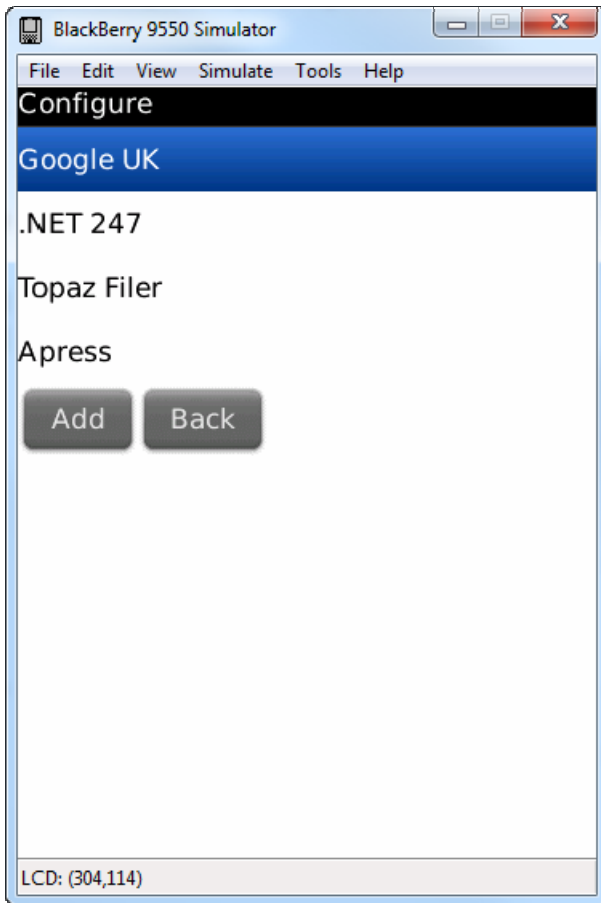 BlackBerry 9550 Simulator
File Edit View Simulate Tools Help
Configure
Google UK
.NET 247
Topaz Filer
Apress
Add Back
LCD: (304,114)